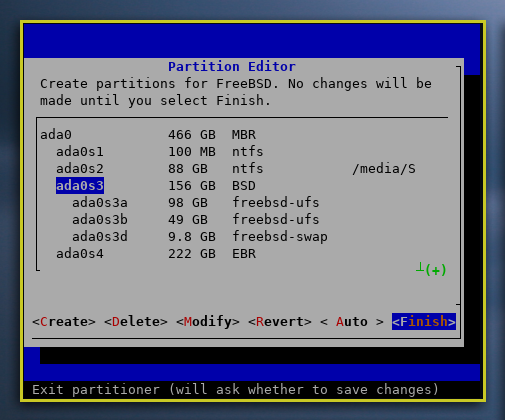 Partition Editor
Create partitions for FreeBSD. No changes will be
made until you select Finish.
ada0 466 GB MBR
ada0s1 100 MB ntfs
ada0s2 88 GB ntfs /media/S
ada0s3 156 GB BSD
ada0s3a 98 GB freebsd-ufs
ada0s3b 49 GB freebsd-ufs
ada0s3d 9.8 GB freebsd-swap
ada0s4 222 GB EBR
┴(+)
<Create> <Delete> <Modify> <Revert> < Auto > <Finish>
Exit partitioner (will ask whether to save changes)